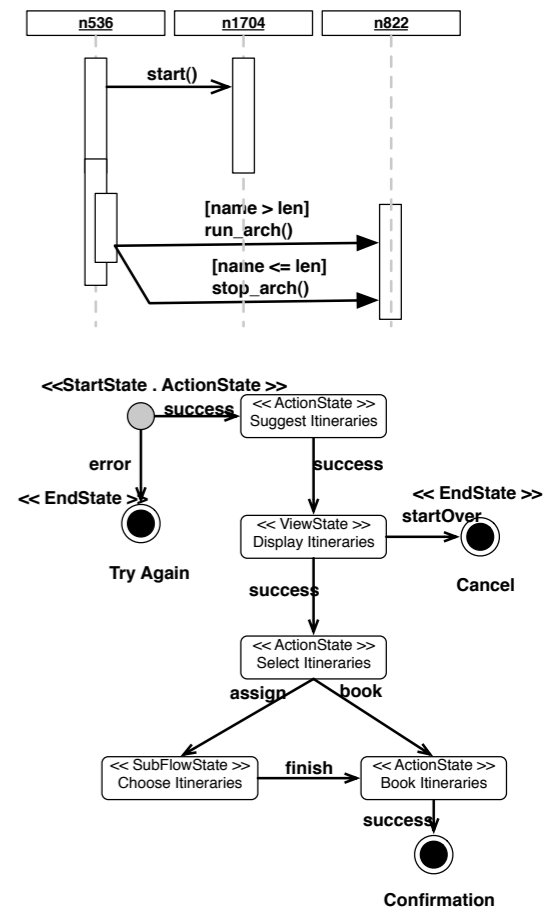 n536
n1704
n822
start()
[name > len]
run_arch()
[name <= len]
stop_arch()
<<StartState . ActionState >>
success
<< ActionState >>
Suggest Itineraries
error
success
<< EndState >>
<< EndState >>
startOver
<< ViewState >>
Display Itineraries
Try Again
Cancel
success
<< ActionState >>
Select Itineraries
assign
book
<< SubFlowState >>
Choose Itineraries
finish
<< ActionState >>
Book Itineraries
success
Confirmation